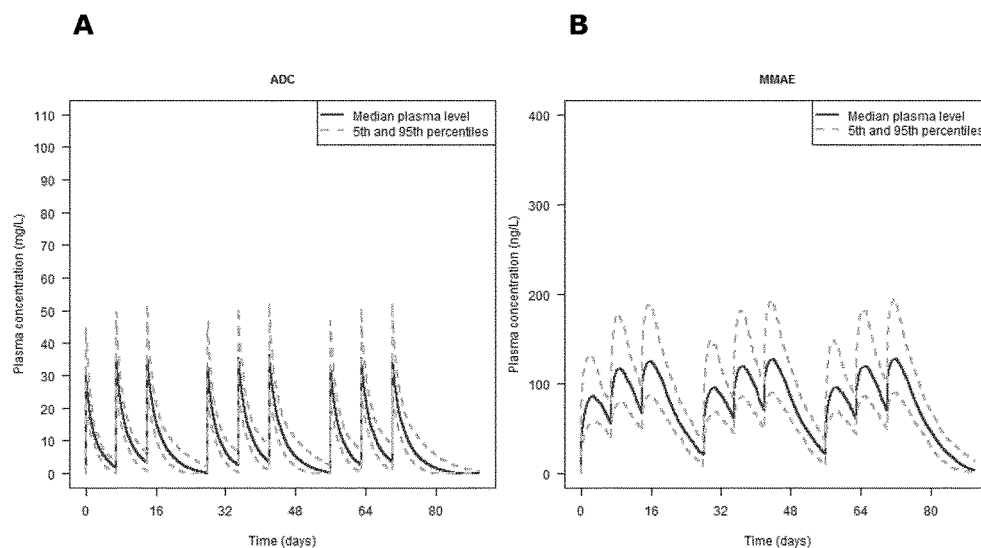 A
ADC
Median plasma level
5th and 95th percentiles
Plasma concentration (mg/L)
110
100
90
80
70
60
50
40
30
20
10
0
0 16 32 48 64 80
Time (days)
B
MMAE
Median plasma level
5th and 95th percentiles
Plasma concentration (ng/L)
400
300
200
100
0
0 16 32 48 64 80
Time (days)